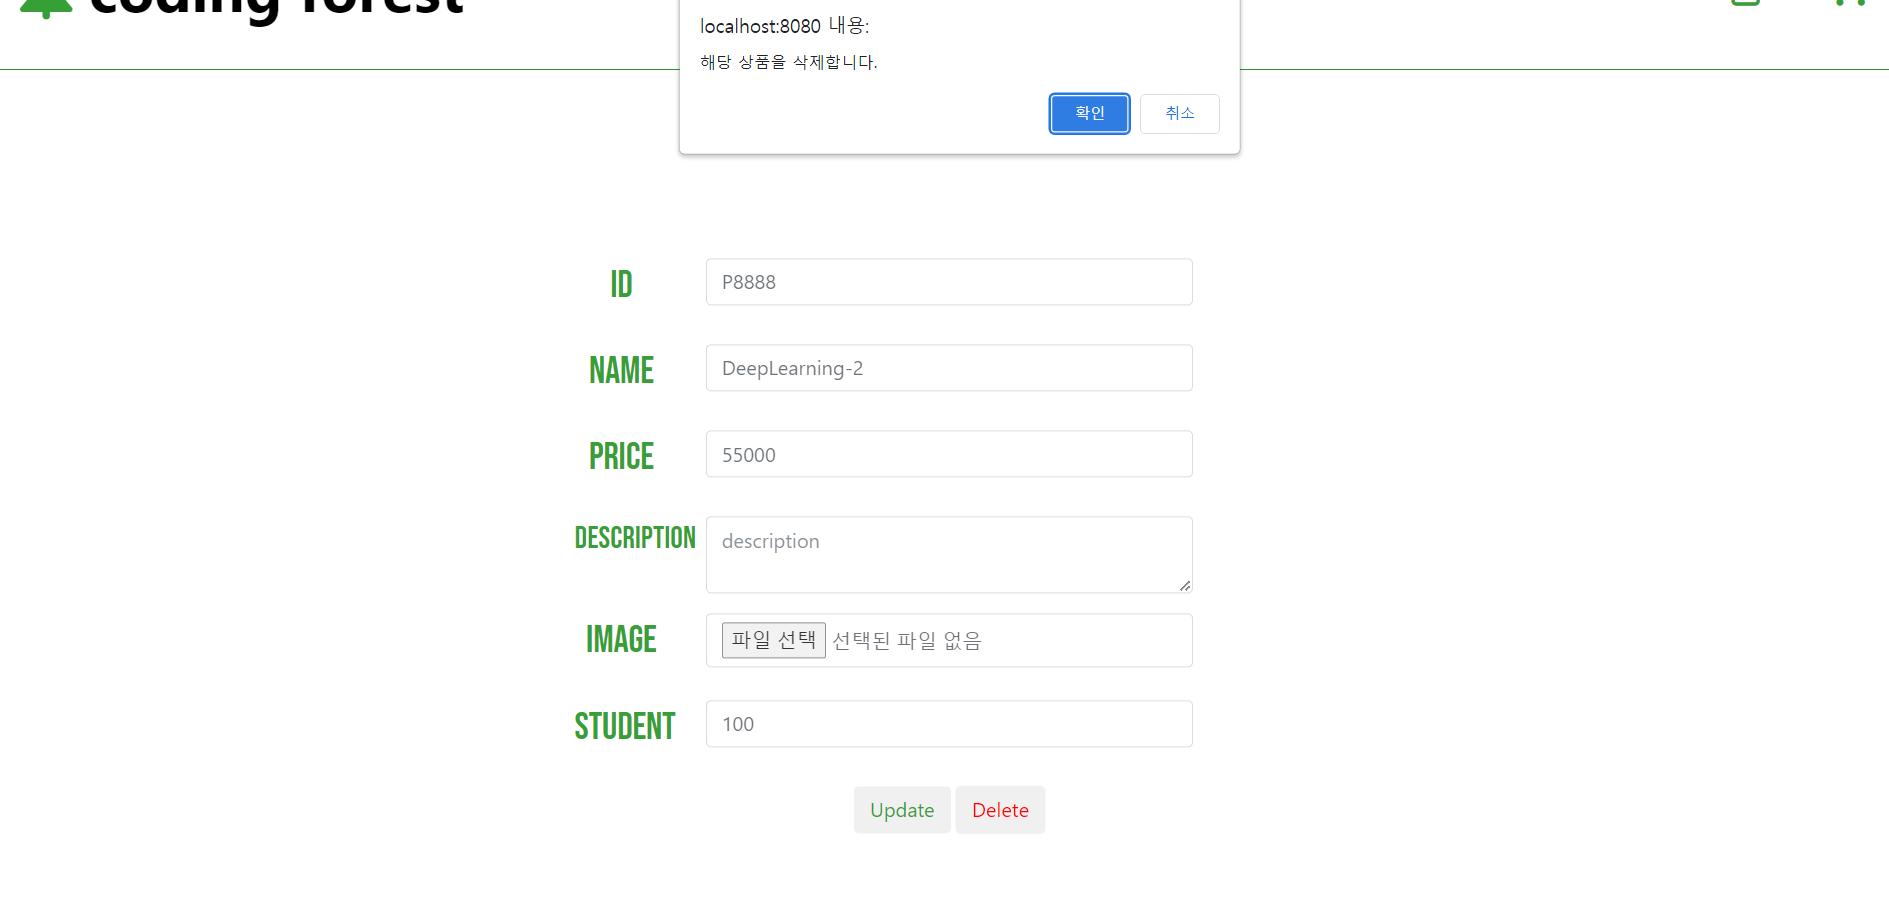 coding forest
localhost:8080 내용:
해당 상품을 삭제합니다.
확인 취소
ID P8888
NAME DeepLearning-2
PRICE 55000
DESCRIPTION description
IMAGE 파일 선택 선택된 파일 없음
STUDENT 100
Update Delete